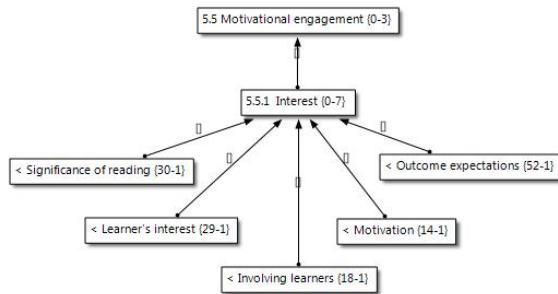 5.5 Motivational engagement {0-3}
5.5.1 Interest {0-7}
< Significance of reading {30-1}
< Outcome expectations {52-1}
< Learner's interest {29-1}
< Motivation {14-1}
< Involving learners {18-1}